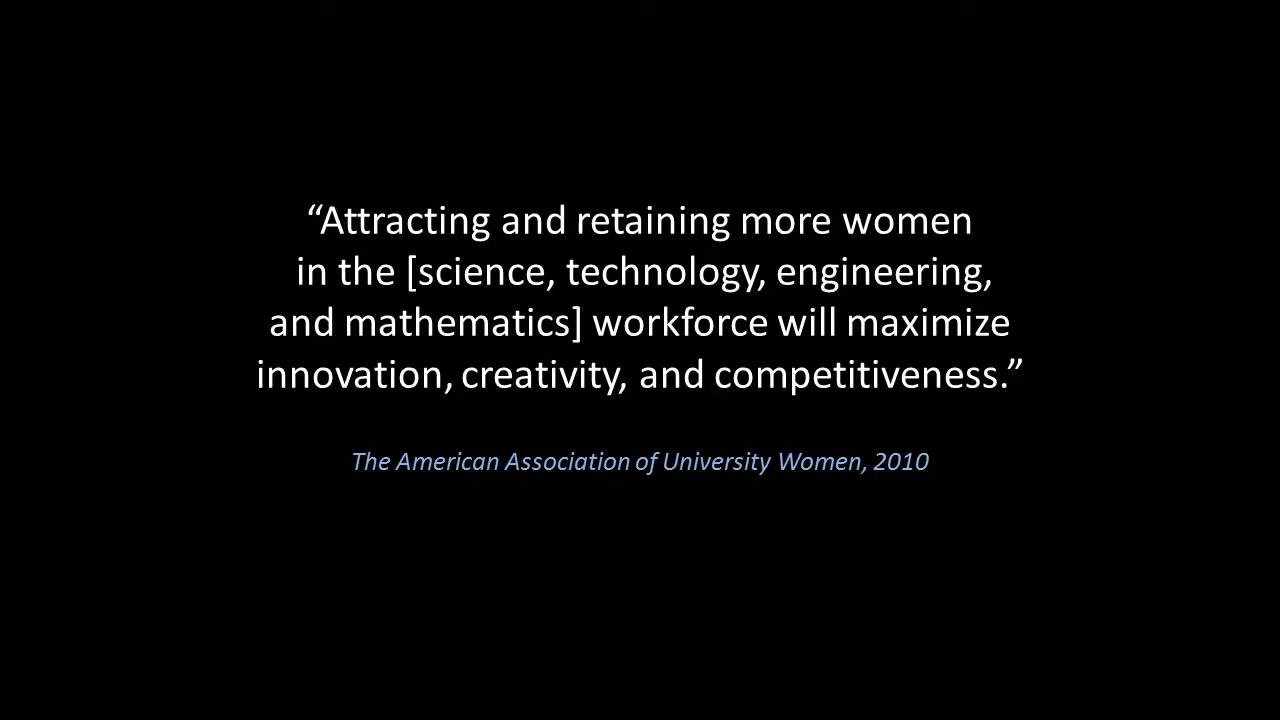 “Attracting and retaining more women
in the [science, technology, engineering,
and mathematics] workforce will maximize
innovation, creativity, and competitiveness.”
The American Association of University Women, 2010